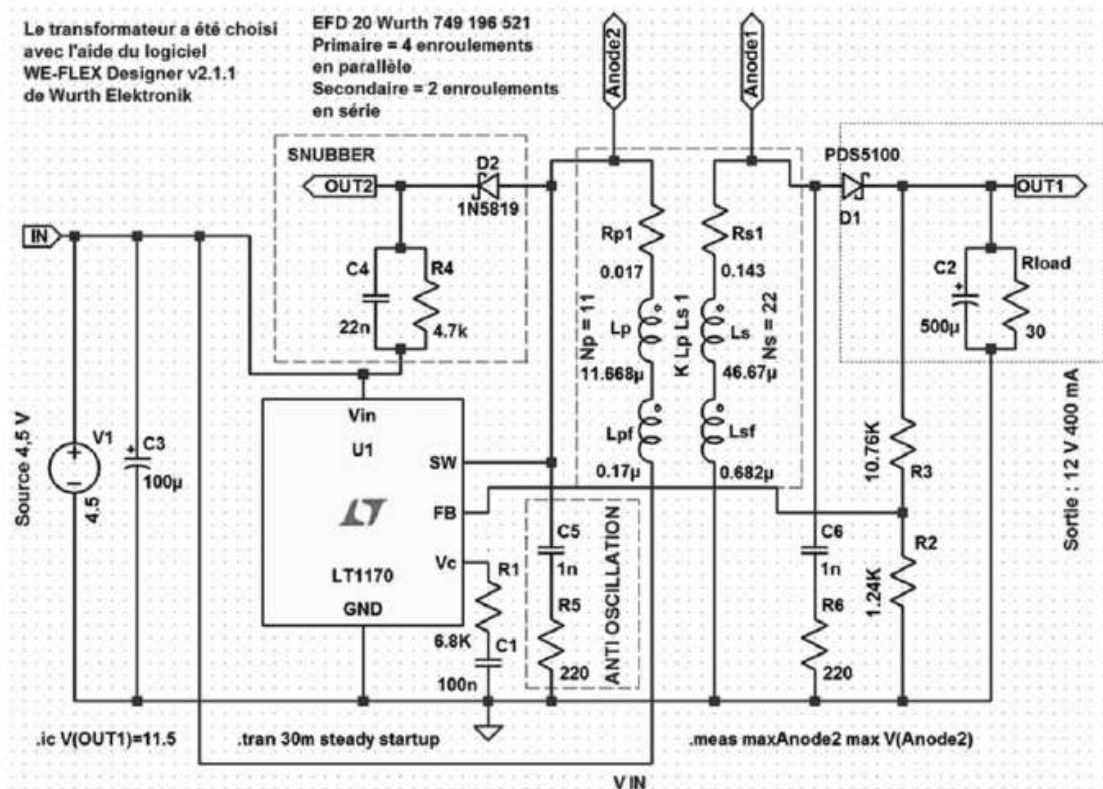 Le transformateur a été choisi
avec l'aide du logiciel
WE-FLEX Designer v2.1.1
de Wurth Elektronik
EFD 20 Wurth 749 196 521
Primaire = 4 enroulements
en parallèle
Secondaire = 2 enroulements
en série
Anode2
Anode1
SNUBBER
OUT2
D2
1N5819
PDS5100
D1
OUT1
IN
C4
22n
R4
4.7k
Rp1
0.017
Rs1
0.143
Np = 11
Lp
11.668µ
K Lp Ls 1
Ls
46.67µ
Ns = 22
Lpf
0.17µ
Lsf
0.682µ
C2
500µ
Rload
30
Source 4,5 V
V1
4.5
C3
100µ
Vin
U1
SW
FB
Vc
LT1170
GND
R1
6.8K
C1
100n
C5
1n
R5
220
ANTI OSCILLATION
C6
1n
R6
220
10.76K
R3
R2
1.24K
Sortie : 12 V 400 mA
.ic V(OUT1)=11.5
.tran 30m steady startup
.meas maxAnode2 max V(Anode2)
V IN